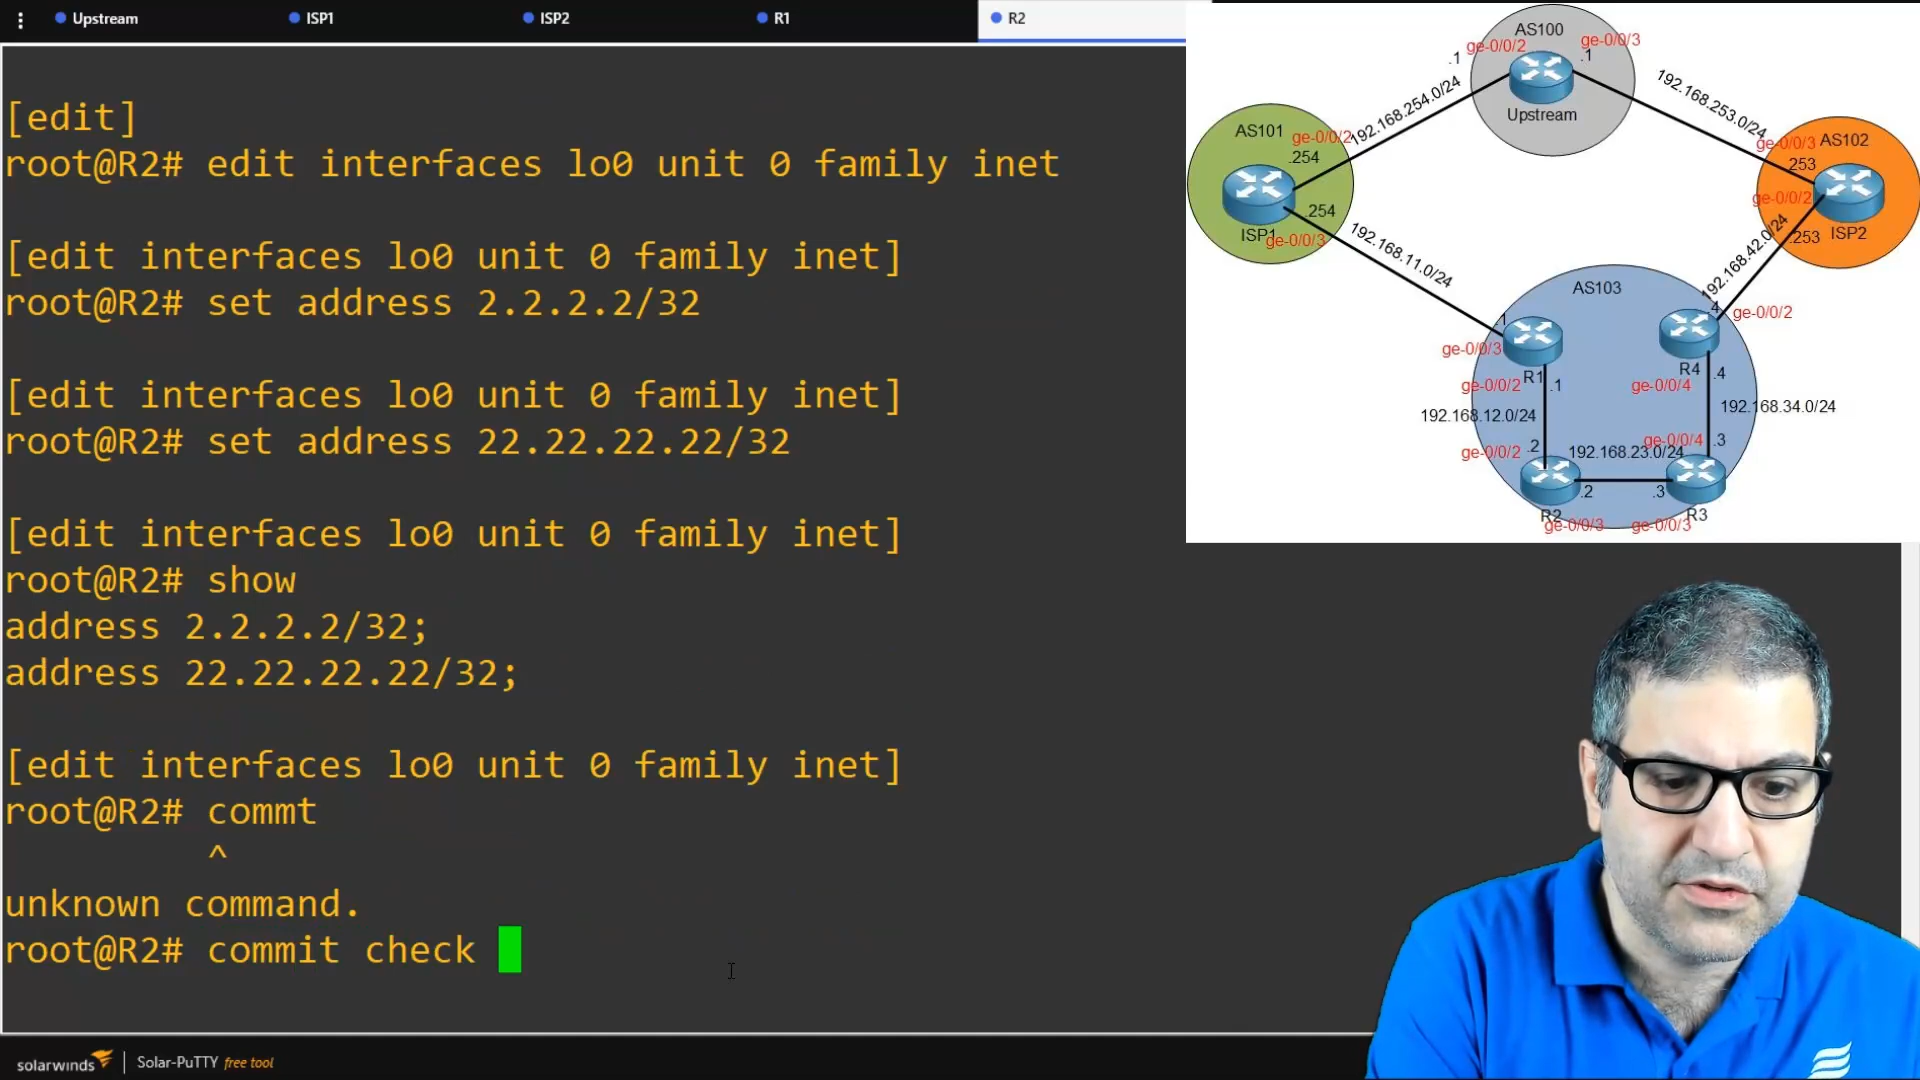 Upstream
ISP1
ISP2
R1
R2
[edit]
root@R2# edit interfaces lo0 unit 0 family inet
[edit interfaces lo0 unit 0 family inet]
root@R2# set address 2.2.2.2/32
[edit interfaces lo0 unit 0 family inet]
root@R2# set address 22.22.22.22/32
[edit interfaces lo0 unit 0 family inet]
root@R2# show
address 2.2.2.2/32;
address 22.22.22.22/32;
[edit interfaces lo0 unit 0 family inet]
root@R2# commt
^
unknown command.
root@R2# commit check
AS100
ge-0/0/2
ge-0/0/3
.1
.1
Upstream
192.168.254.0/24
192.168.253.0/24
AS101
ge-0/0/2
.254
.254
ISP1
ge-0/0/3
AS102
ge-0/0/3
.253
ge-0/0/2
.253
ISP2
192.168.11.0/24
192.168.42.0/24
AS103
.1
.4
ge-0/0/2
ge-0/0/3
R1
R4
ge-0/0/2
.1
ge-0/0/4
.4
192.168.12.0/24
192.168.34.0/24
ge-0/0/2
.2
192.168.23.0/24
ge-0/0/4
.3
.2
.3
R2
R3
ge-0/0/3
ge-0/0/3
solarwinds
Solar-PuTTY free tool